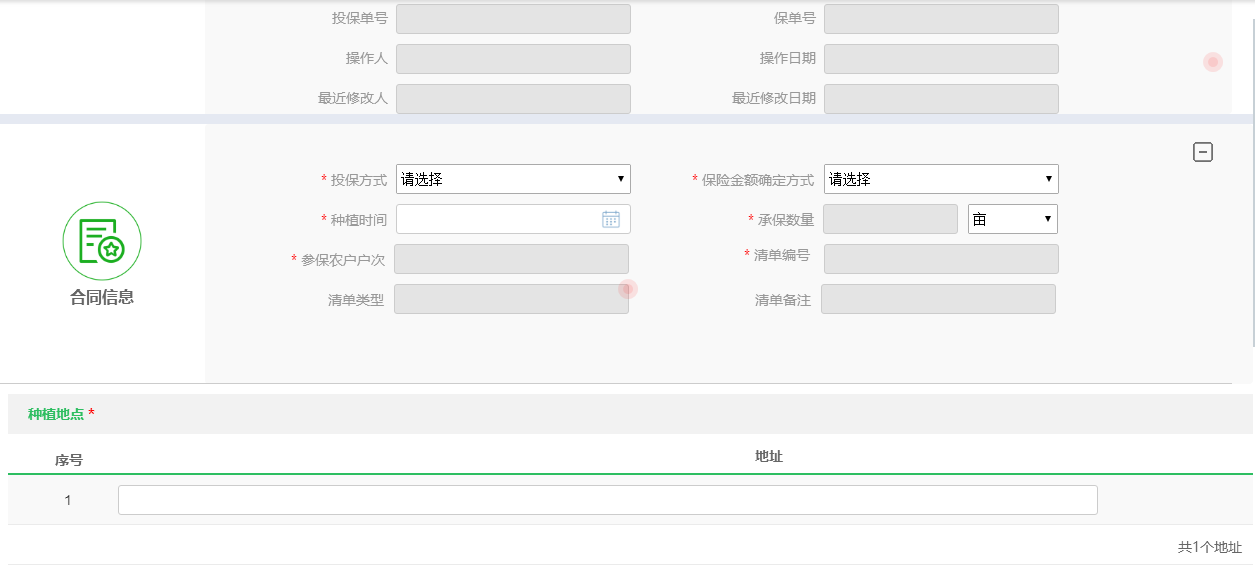 投保单号 保单号
操作人 操作日期
最近修改人 最近修改日期
* 投保方式 请选择 * 保险金额确定方式 请选择
* 种植时间 * 承保数量 亩
* 参保农户户次 * 清单编号
清单类型 清单备注
合同信息
种植地点 *
序号 地址
1
共1个地址